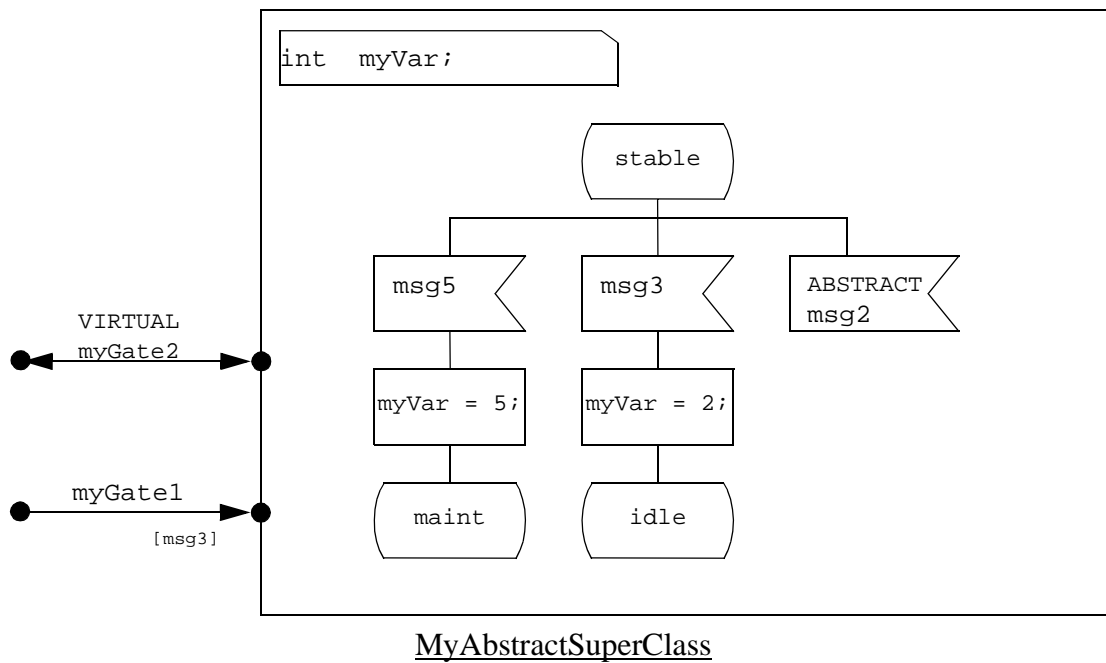 int  myVar;
stable
msg5
msg3
ABSTRACT
msg2
VIRTUAL
myGate2
myVar = 5;
myVar = 2;
myGate1
[msg3]
maint
idle
MyAbstractSuperClass